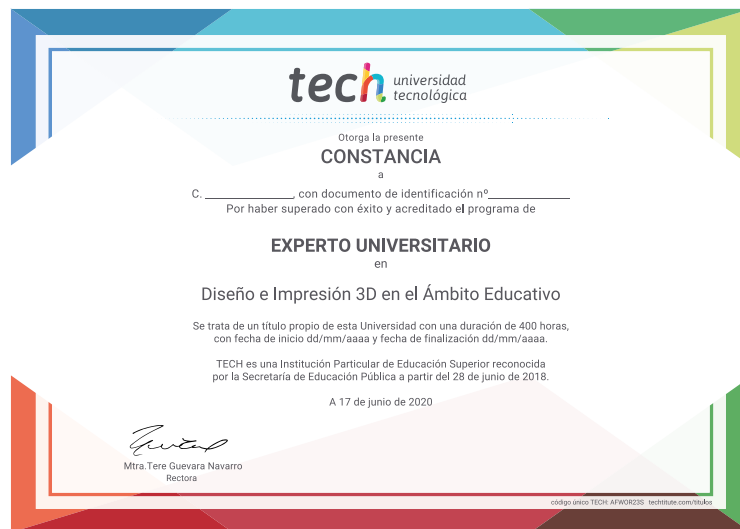 tech universidad
tecnológica
Otorga la presente
CONSTANCIA
a
C. ______________, con documento de identificación nº______________
Por haber superado con éxito y acreditado el programa de
EXPERTO UNIVERSITARIO
en
Diseño e Impresión 3D en el Ámbito Educativo
Se trata de un título propio de esta Universidad con una duración de 400 horas,
con fecha de inicio dd/mm/aaaa y fecha de finalización dd/mm/aaaa.
TECH es una Institución Particular de Educación Superior reconocida
por la Secretaría de Educación Pública a partir del 28 de junio de 2018.
A 17 de junio de 2020
Mtra.Tere Guevara Navarro
Rectora
código único TECH: AFWOR23S techtitute.com/titulos